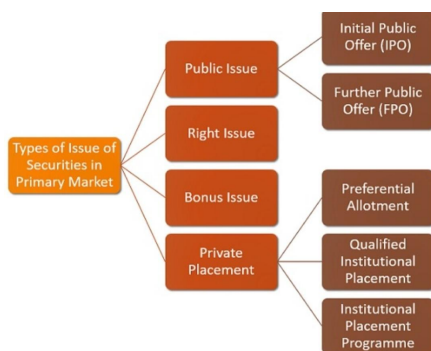 Types of Issue of
Securities in
Primary Market
Public Issue
Initial Public
Offer (IPO)
Further Public
Offer (FPO)
Right Issue
Bonus Issue
Private
Placement
Preferential
Allotment
Qualified
Institutional
Placement
Institutional
Placement
Programme